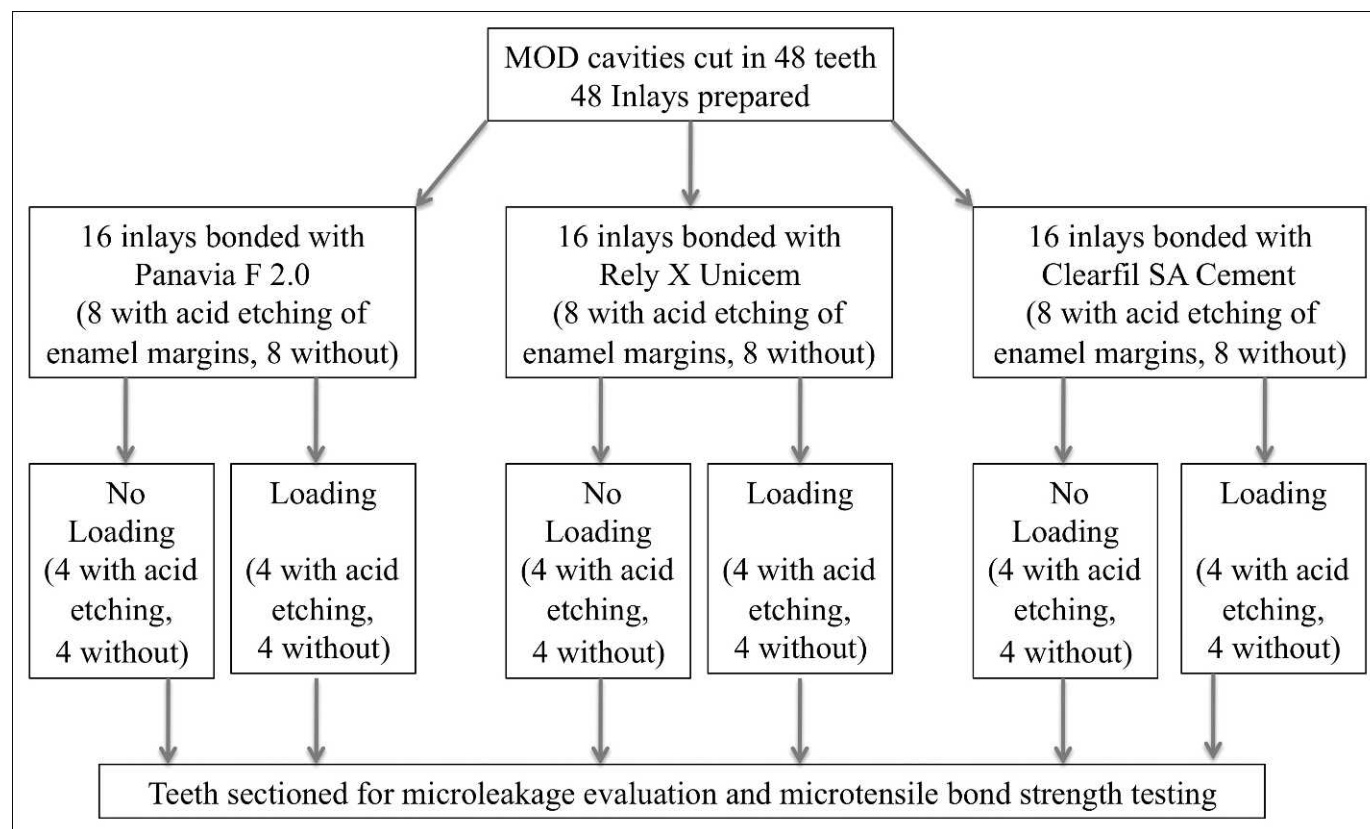 MOD cavities cut in 48 teeth
48 Inlays prepared
16 inlays bonded with
Panavia F 2.0
(8 with acid etching of
enamel margins, 8 without)
16 inlays bonded with
Rely X Unicem
(8 with acid etching of
enamel margins, 8 without)
16 inlays bonded with
Clearfil SA Cement
(8 with acid etching of
enamel margins, 8 without)
No
Loading
(4 with acid
etching,
4 without)
Loading
(4 with acid
etching,
4 without)
No
Loading
(4 with acid
etching,
4 without)
Loading
(4 with acid
etching,
4 without)
No
Loading
(4 with acid
etching,
4 without)
Loading
(4 with acid
etching,
4 without)
Teeth sectioned for microleakage evaluation and microtensile bond strength testing